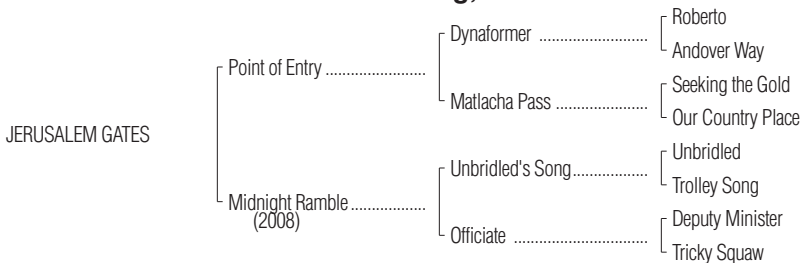 Roberto
Dynaformer ........................
Andover Way
Point of Entry ........................
Seeking the Gold
Matlacha Pass ....................
Our Country Place
JERUSALEM GATES
Unbridled
Unbridled's Song................
Trolley Song
Midnight Ramble ..................
(2008)
Deputy Minister
Officiate .............................
Tricky Squaw